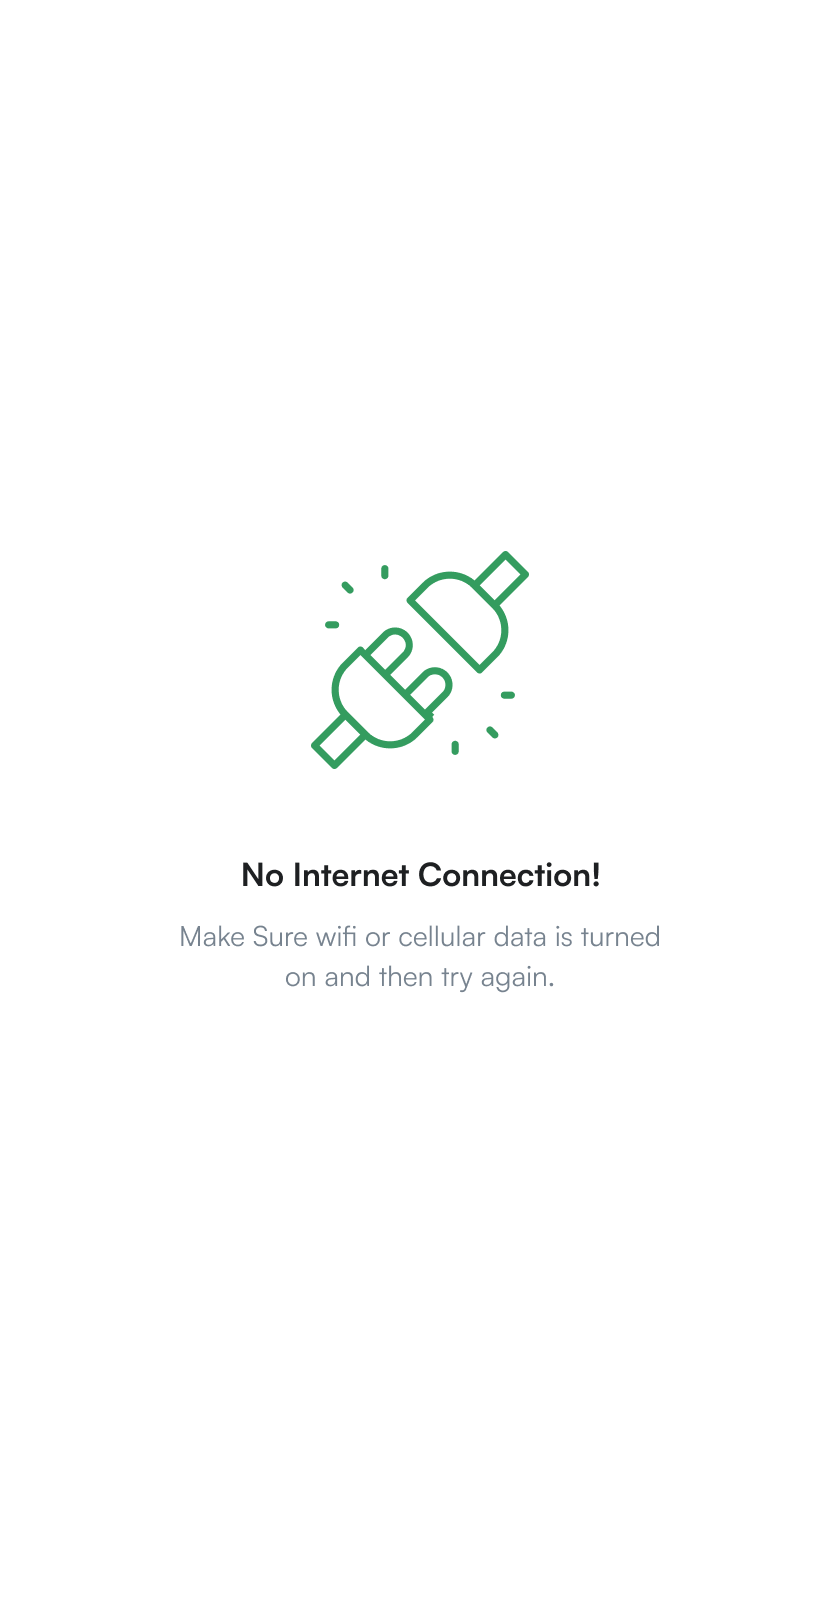 No Internet Connection!
Make Sure wifi or cellular data is turned
on and then try again.